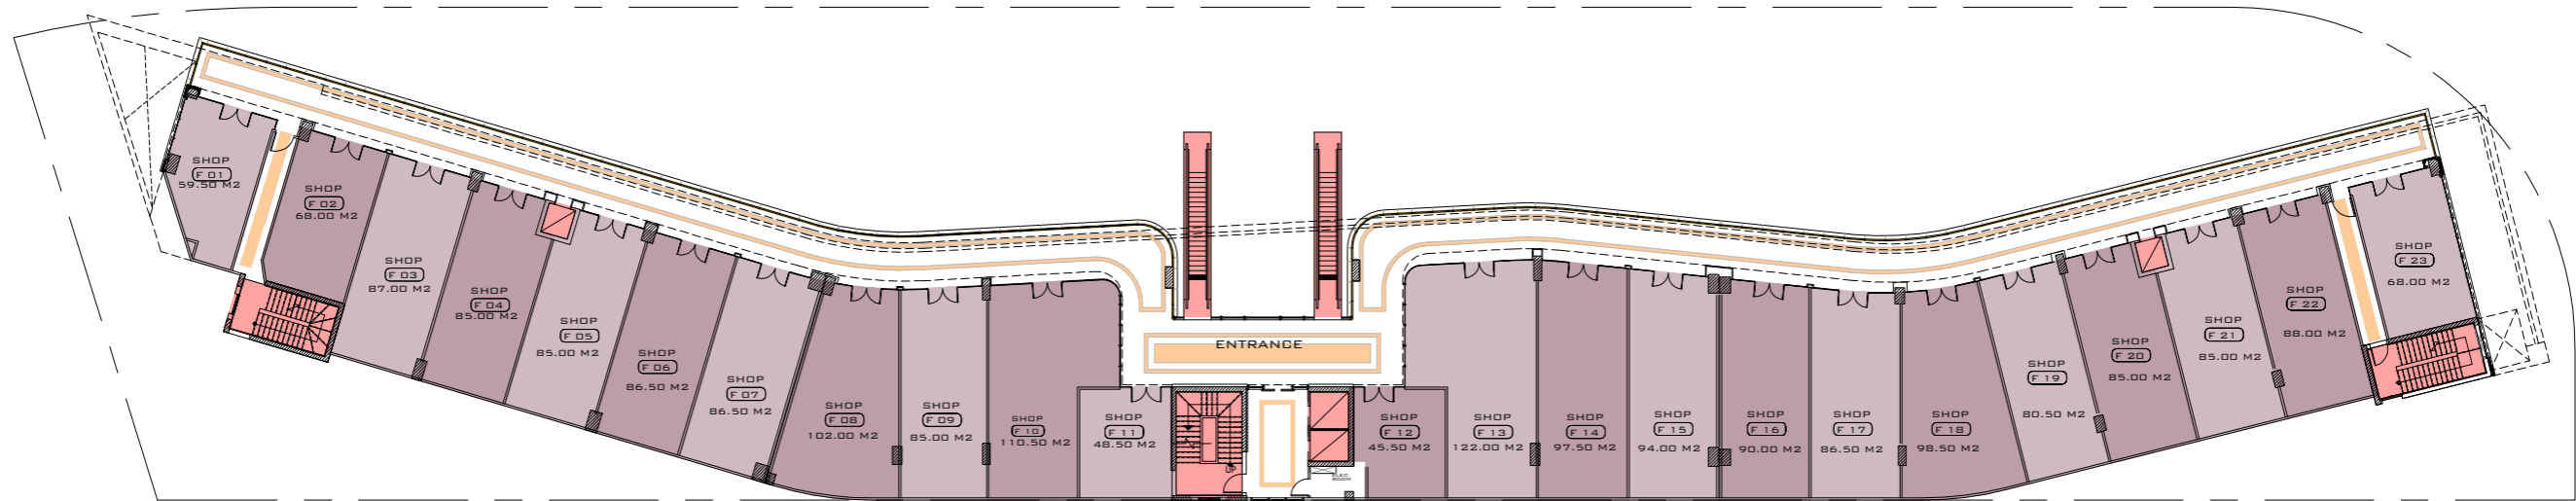 SHOP
F 01
59.50 M2
SHOP
F 02
68.00 M2
SHOP
F 03
87.00 M2
SHOP
F 04
85.00 M2
SHOP
F 05
85.00 M2
SHOP
F 06
86.50 M2
SHOP
F 07
86.50 M2
SHOP
F 08
102.00 M2
SHOP
F 09
85.00 M2
SHOP
F 10
110.50 M2
SHOP
F 11
48.50 M2
ENTRANCE
UP
ELEC
ROOM
SHOP
F 12
45.50 M2
SHOP
F 13
122.00 M2
SHOP
F 14
97.50 M2
SHOP
F 15
94.00 M2
SHOP
F 16
90.00 M2
SHOP
F 17
86.50 M2
SHOP
F 18
98.50 M2
SHOP
F 19
80.50 M2
SHOP
F 20
85.00 M2
SHOP
F 21
85.00 M2
SHOP
F 22
88.00 M2
SHOP
F 23
68.00 M2